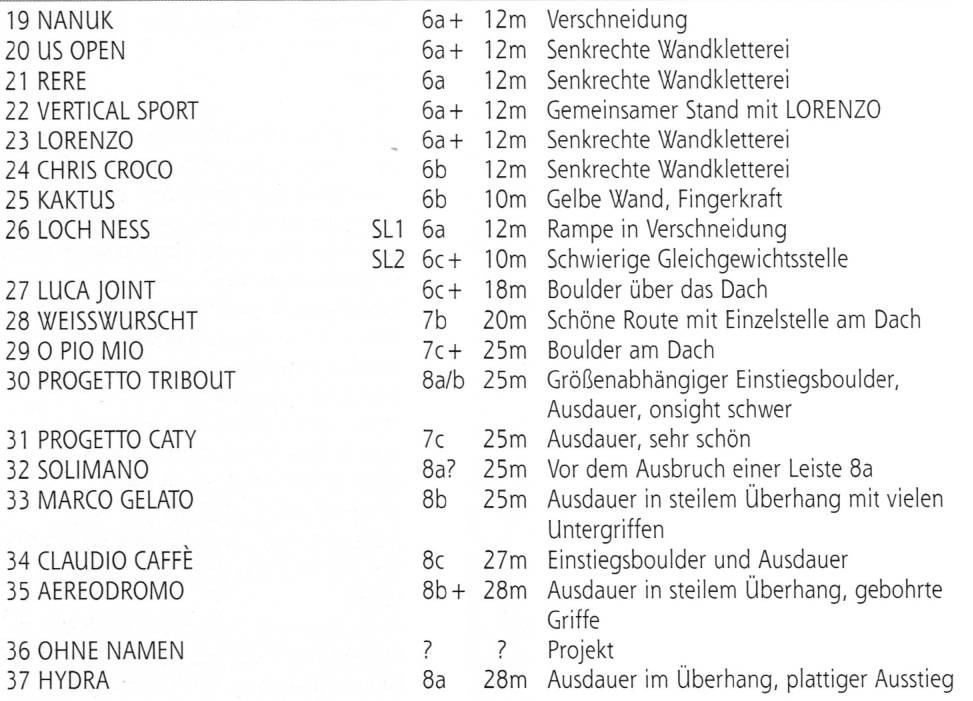 19 NANUK 6a+ 12m Verschneidung
20 US OPEN 6a+ 12m Senkrechte Wandkletterei
21 RERE 6a 12m Senkrechte Wandkletterei
22 VERTICAL SPORT 6a+ 12m Gemeinsamer Stand mit LORENZO
23 LORENZO 6a+ 12m Senkrechte Wandkletterei
24 CHRIS CROCO 6b 12m Senkrechte Wandkletterei
25 KAKTUS 6b 10m Gelbe Wand, Fingerkraft
26 LOCH NESS SL1 6a 12m Rampe in Verschneidung
SL2 6c+ 10m Schwierige Gleichgewichtsstelle
27 LUCA JOINT 6c+ 18m Boulder über das Dach
28 WEISSWURSCHT 7b 20m Schöne Route mit Einzelstelle am Dach
29 O PIO MIO 7c+ 25m Boulder am Dach
30 PROGETTO TRIBOUT 8a/b 25m Größenabhängiger Einstiegsboulder,
Ausdauer, onsight schwer
31 PROGETTO CATY 7c 25m Ausdauer, sehr schön
32 SOLIMANO 8a? 25m Vor dem Ausbruch einer Leiste 8a
33 MARCO GELATO 8b 25m Ausdauer in steilem Überhang mit vielen
Untergriffen
34 CLAUDIO CAFFÈ 8c 27m Einstiegsboulder und Ausdauer
35 AEREODROMO 8b+ 28m Ausdauer in steilem Überhang, gebohrte
Griffe
36 OHNE NAMEN ? ? Projekt
37 HYDRA 8a 28m Ausdauer im Überhang, plattiger Ausstieg